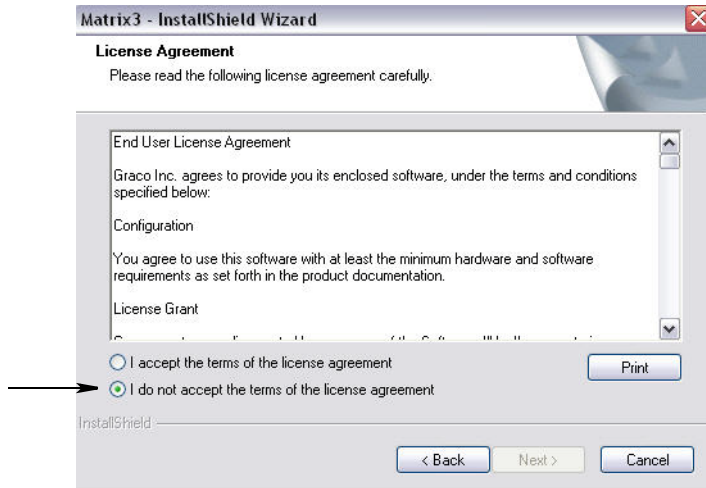 Matrix3 - InstallShield Wizard
License Agreement
Please read the following license agreement carefully.
End User License Agreement
Graco Inc. agrees to provide you its enclosed software, under the terms and conditions
specified below:
Configuration
You agree to use this software with at least the minimum hardware and software
requirements as set forth in the product documentation.
License Grant
I accept the terms of the license agreement
Print
I do not accept the terms of the license agreement
InstallShield
< Back
Next >
Cancel